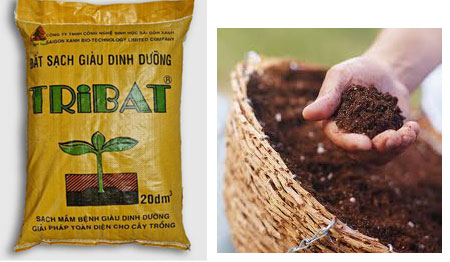 CÔNG TY TNHH CÔNG NGHỆ SINH HỌC SÀI GÒN XANH
SAIGON XANH BIO-TECHNOLOGY LIMITED COMPANY
ĐẤT SẠCH GIÀU DINH DƯỠNG
TRiBAT®
20dm³
SẠCH MẦM BỆNH GIÀU DINH DƯỠNG
GIẢI PHÁP TOÀN DIỆN CHO CÂY TRỒNG